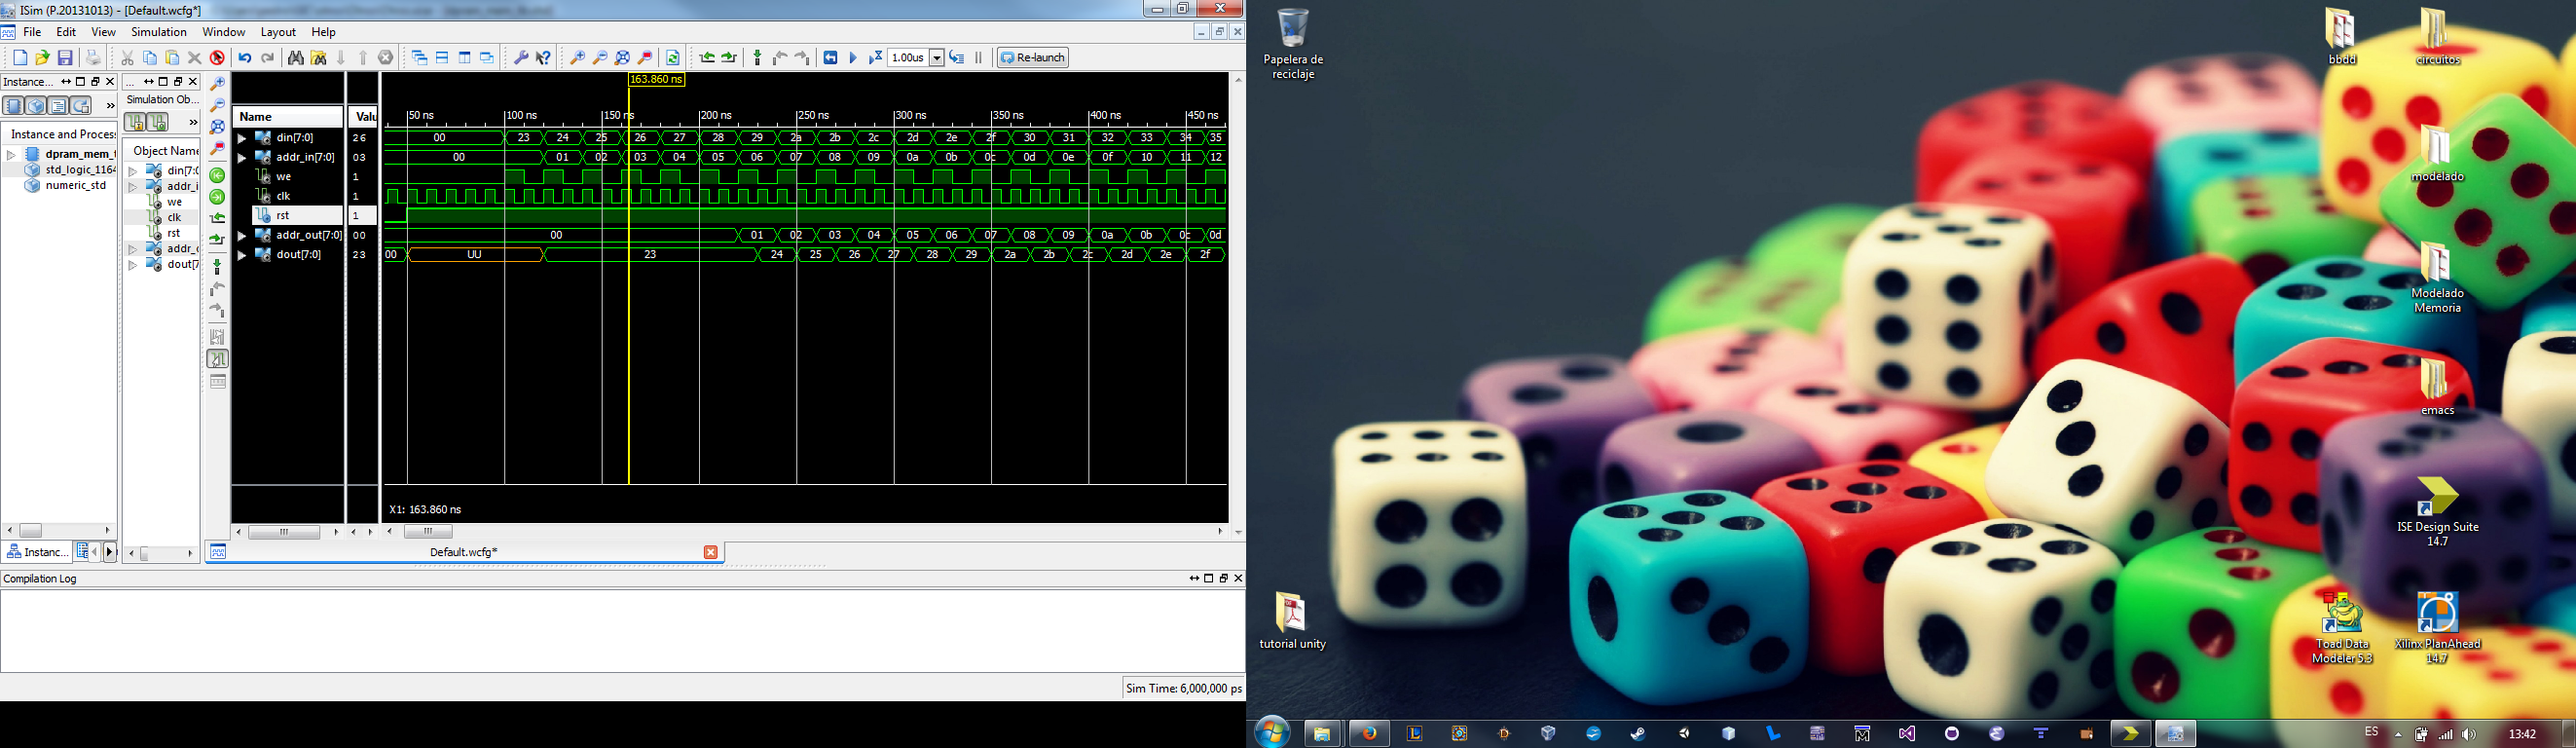 ISim (P.20131013) - [Default.wcfg*]
File Edit View Simulation Window Layout Help
1.00us Re-launch
Instance...
Simulation Ob...
Instance and Process
dpram_mem_t
std_logic_1164
numeric_std
Object Name
din[7:0
addr_i
we
clk
rst
addr_o
dout[7
Name Valu
163.860 ns
50 ns 100 ns 150 ns 200 ns 250 ns 300 ns 350 ns 400 ns 450 ns
din[7:0] 26 00 23 24 25 26 27 28 29 2a 2b 2c 2d 2e 2f 30 31 32 33 34 35
addr_in[7:0] 03 00 01 02 03 04 05 06 07 08 09 0a 0b 0c 0d 0e 0f 10 11 12
we 1
clk 1
rst 1
addr_out[7:0] 00 00 01 02 03 04 05 06 07 08 09 0a 0b 0c 0d
dout[7:0] 23 00 UU 23 24 25 26 27 28 29 2a 2b 2c 2d 2e 2f
X1: 163.860 ns
Instanc...
Default.wcfg*
Compilation Log
Sim Time: 6,000,000 ps
Papelera de
reciclaje
tutorial unity
bbdd
circuitos
modelado
Modelado
Memoria
emacs
ISE Design Suite
14.7
Toad Data
Modeler 5.3
Xilinx PlanAhead
14.7
ES 13:42